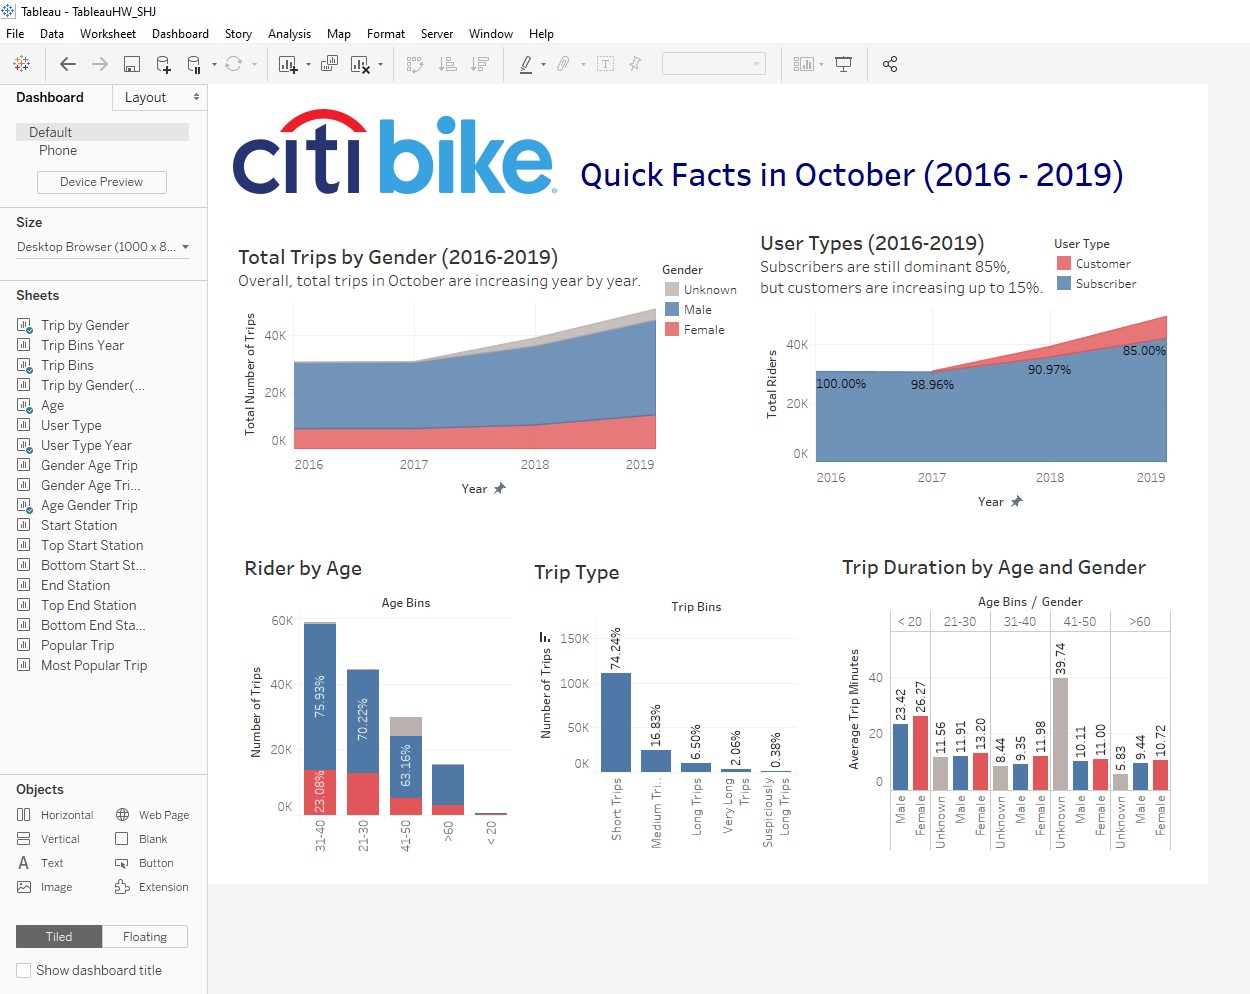 Tableau - TableauHW_SHJ
File Data Worksheet Dashboard Story Analysis Map Format Server Window Help
Dashboard Layout
Default
Phone
Device Preview
Size
Desktop Browser (1000 x 8...
Sheets
Trip by Gender
Trip Bins Year
Trip Bins
Trip by Gender(...
Age
User Type
User Type Year
Gender Age Trip
Gender Age Tri...
Age Gender Trip
Start Station
Top Start Station
Bottom Start St...
End Station
Top End Station
Bottom End Sta...
Popular Trip
Most Popular Trip
Objects
Horizontal Web Page
Vertical Blank
A Text Button
Image Extension
Tiled Floating
Show dashboard title
citi bike Quick Facts in October (2016 - 2019)
Total Trips by Gender (2016-2019)
Overall, total trips in October are increasing year by year.
Gender
Unknown
Male
Female
Total Number of Trips
40K
20K
0K
2016 2017 2018 2019
Year
User Types (2016-2019)
Subscribers are still dominant 85%,
but customers are increasing up to 15%.
User Type
Customer
Subscriber
Total Riders
40K
20K
0K
100.00% 98.96% 90.97% 85.00%
2016 2017 2018 2019
Year
Rider by Age
Age Bins
Number of Trips
60K
40K
20K
0K
75.93%
23.08%
70.22%
63.16%
31-40 21-30 41-50 >60 < 20
Trip Type
Trip Bins
Number of Trips
150K
100K
50K
0K
74.24% 16.83% 6.50% 2.06% 0.38%
Short Trips
Medium Tri..
Long Trips
Very Long
Trips
Suspiciously
Long Trips
Trip Duration by Age and Gender
Age Bins / Gender
< 20 21-30 31-40 41-50 >60
Average Trip Minutes
40
20
0
23.42 26.27 11.56 11.91 13.20 8.44 9.35 11.98 39.74 10.11 11.00 5.83 9.44 10.72
Male Female Unknown Male Female Unknown Male Female Unknown Male Female Unknown Male Female